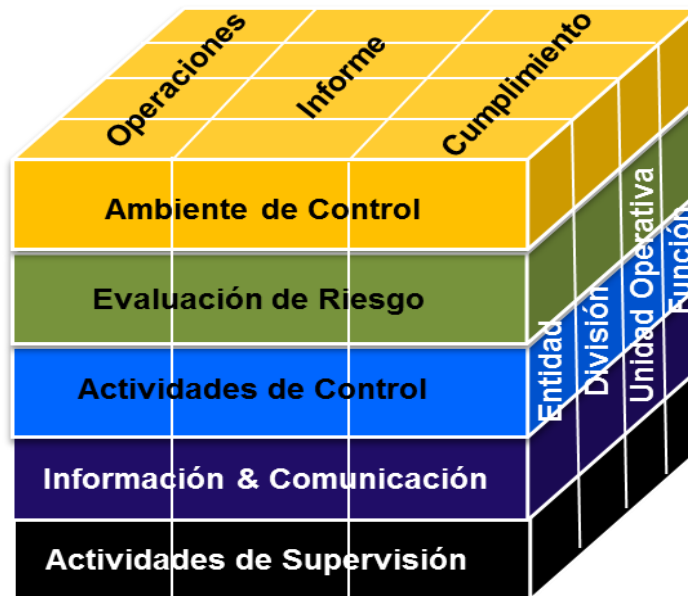 Operaciones
Informe
Cumplimiento
Ambiente de Control
Evaluación de Riesgo
Actividades de Control
Información & Comunicación
Actividades de Supervisión
Entidad
División
Unidad Operativa
Función